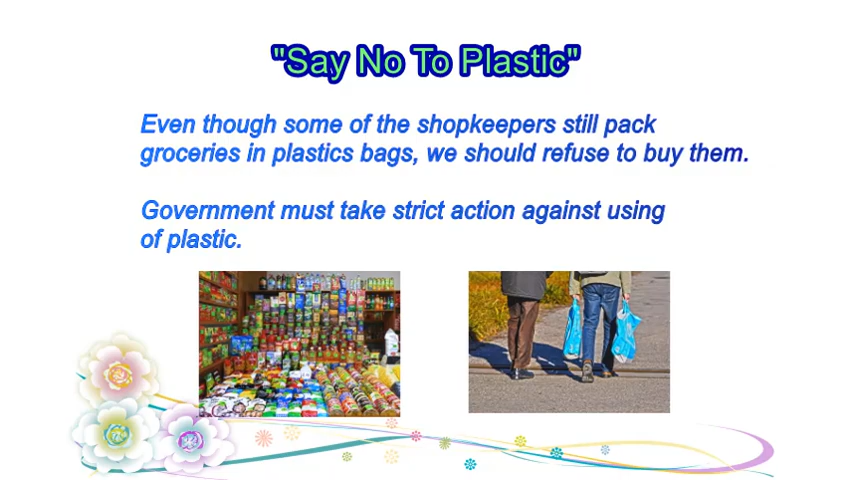 "Say No To Plastic"
Even though some of the shopkeepers still pack
groceries in plastics bags, we should refuse to buy them.
Government must take strict action against using
of plastic.